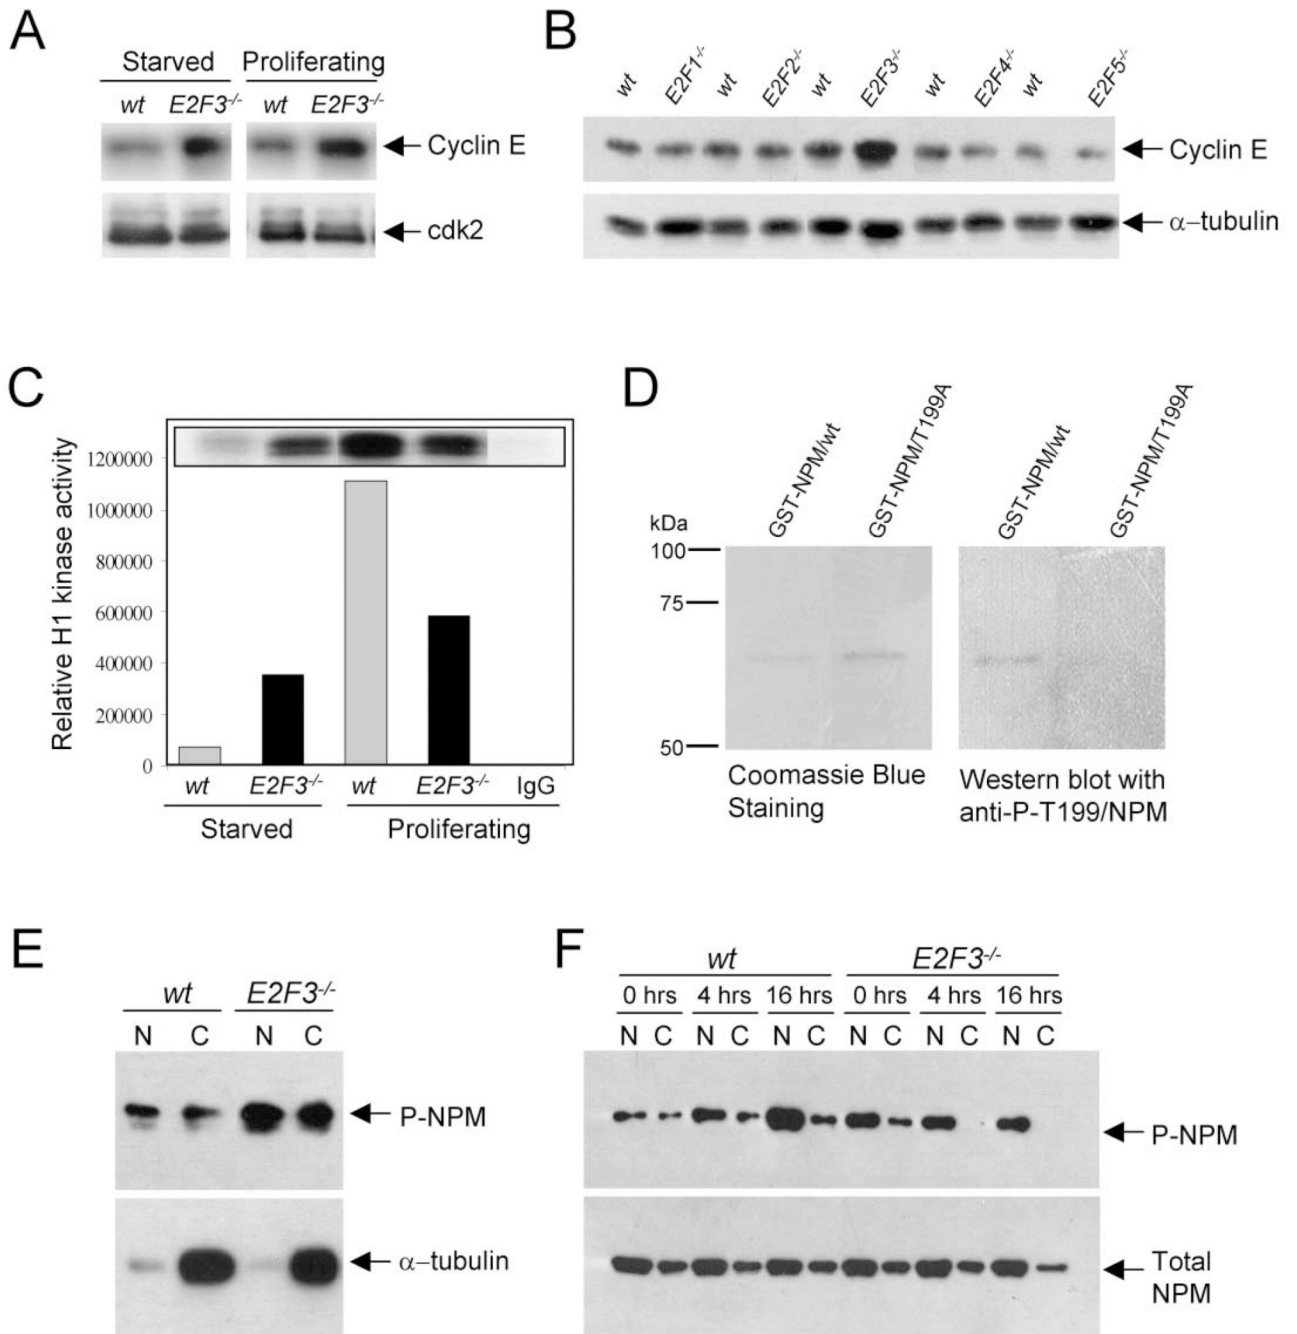 A
Starved Proliferating
wt E2F3-/- wt E2F3-/-
Cyclin E
cdk2
B
wt E2F1-/- wt E2F2-/- wt E2F3-/- wt E2F4-/- wt E2F5-/-
Cyclin E
α−tubulin
C
Relative H1 kinase activity
1200000
1000000
800000
600000
400000
200000
0
wt E2F3-/- wt E2F3-/- IgG
Starved Proliferating
D
GST-NPM/wt GST-NPM/T199A GST-NPM/wt GST-NPM/T199A
kDa
100
75
50
Coomassie Blue
Staining
Western blot with
anti-P-T199/NPM
E
wt E2F3-/-
N C N C
P-NPM
α−tubulin
F
wt E2F3-/-
0 hrs 4 hrs 16 hrs 0 hrs 4 hrs 16 hrs
N C N C N C N C N C N C
P-NPM
Total
NPM